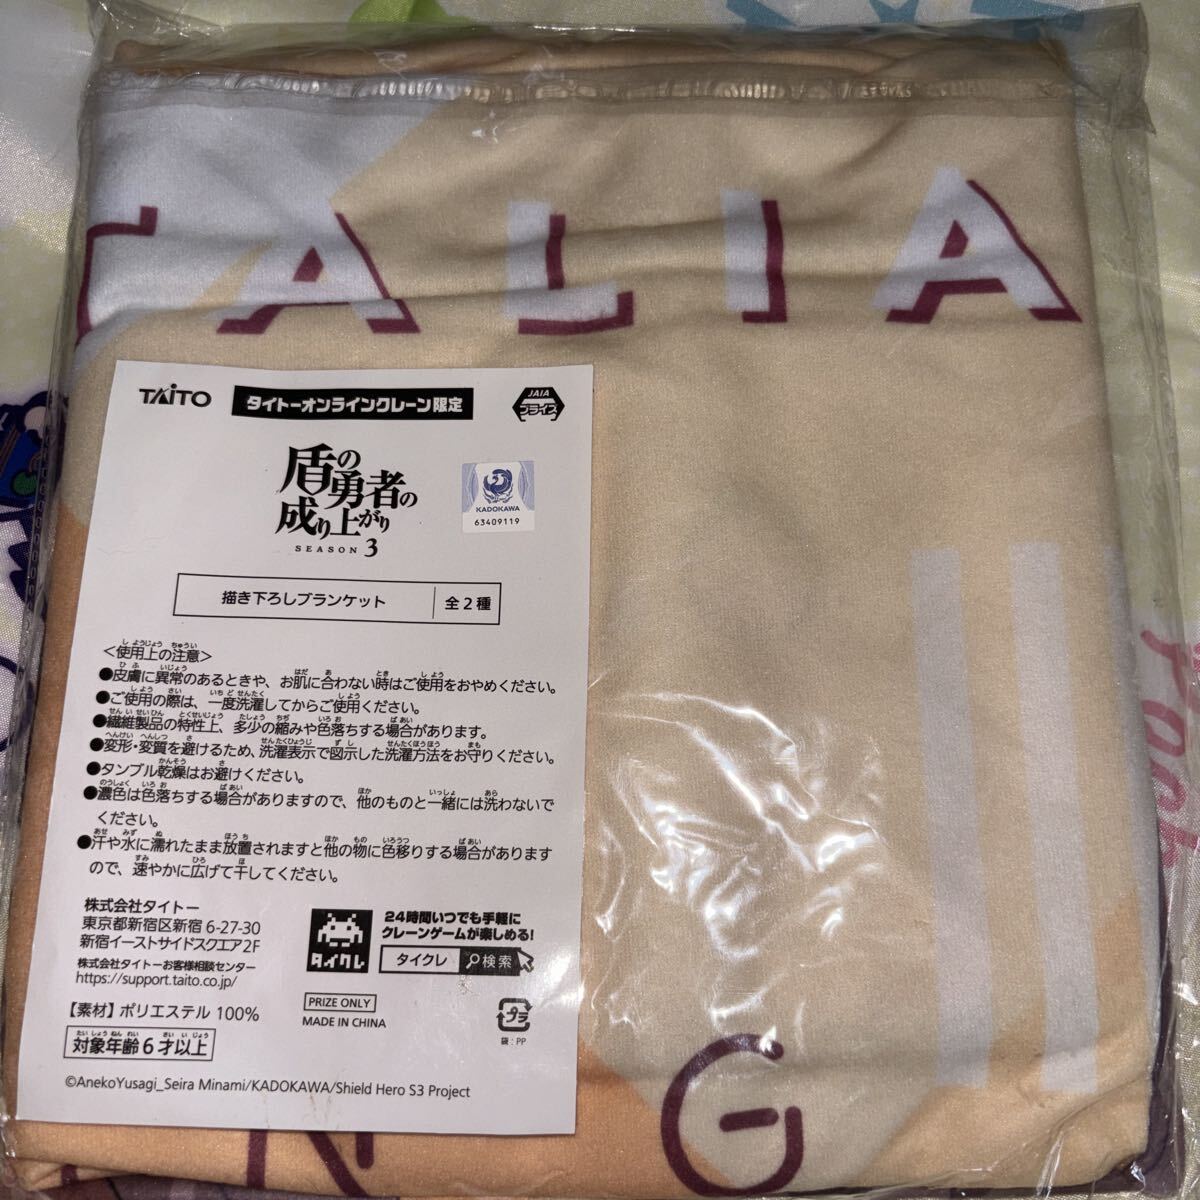 TALIA
TAITO
タイトーオンラインクレーン限定
JAIA
プライズ
盾の勇者の
成り上がり
SEASON 3
KADOKAWA
63409119
描き下ろしブランケット 全2種
<使用上の注意>
●皮膚に異常のあるときや、お肌に合わない時はご使用をおやめください。
●ご使用の際は、一度洗濯してからご使用ください。
●繊維製品の特性上、多少の縮みや色落ちする場合があります。
●変形・変質を避けるため、洗濯表示で図示した洗濯方法をお守りください。
●タンブル乾燥はお避けください。
●濃色は色落ちする場合がありますので、他のものと一緒には洗わないで
ください。
●汗や水に濡れたまま放置されますと他の物に色移りする場合があります
ので、速やかに広げて干してください。
株式会社タイトー
東京都新宿区新宿 6-27-30
新宿イーストサイドスクエア2F
株式会社タイトーお客様相談センター
https://support.taito.co.jp/
【素材】ポリエステル 100%
対象年齢6才以上
タイクレ
24時間いつでも手軽に
クレーンゲームが楽しめる!
タイクレ 検索
PRIZE ONLY
MADE IN CHINA
プラ
袋:PP
©AnekoYusagi_Seira Minami/KADOKAWA/Shield Hero S3 Project
NG